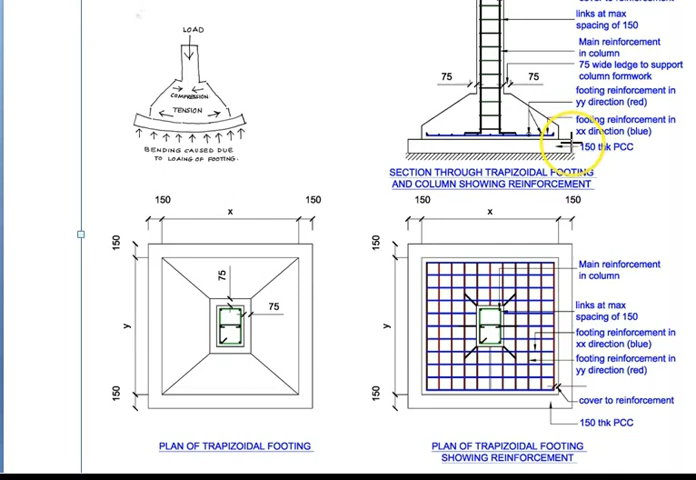 LOAD
COMPRESSION
TENSION
BENDING CAUSED DUE
TO LOAING OF FOOTING.
cover to reinforcement
links at max
spacing of 150
Main reinforcement
in column
75 wide ledge to support
column formwork
75
75
footing reinforcement in
yy direction (red)
footing reinforcement in
xx direction (blue)
150 thk PCC
SECTION THROUGH TRAPIZOIDAL FOOTING
AND COLUMN SHOWING REINFORCEMENT
150
x
150
150
75
75
y
150
PLAN OF TRAPIZOIDAL FOOTING
150
x
150
150
y
150
Main reinforcement
in column
links at max
spacing of 150
footing reinforcement in
xx direction (blue)
footing reinforcement in
yy direction (red)
cover to reinforcement
150 thk PCC
PLAN OF TRAPIZOIDAL FOOTING
SHOWING REINFORCEMENT